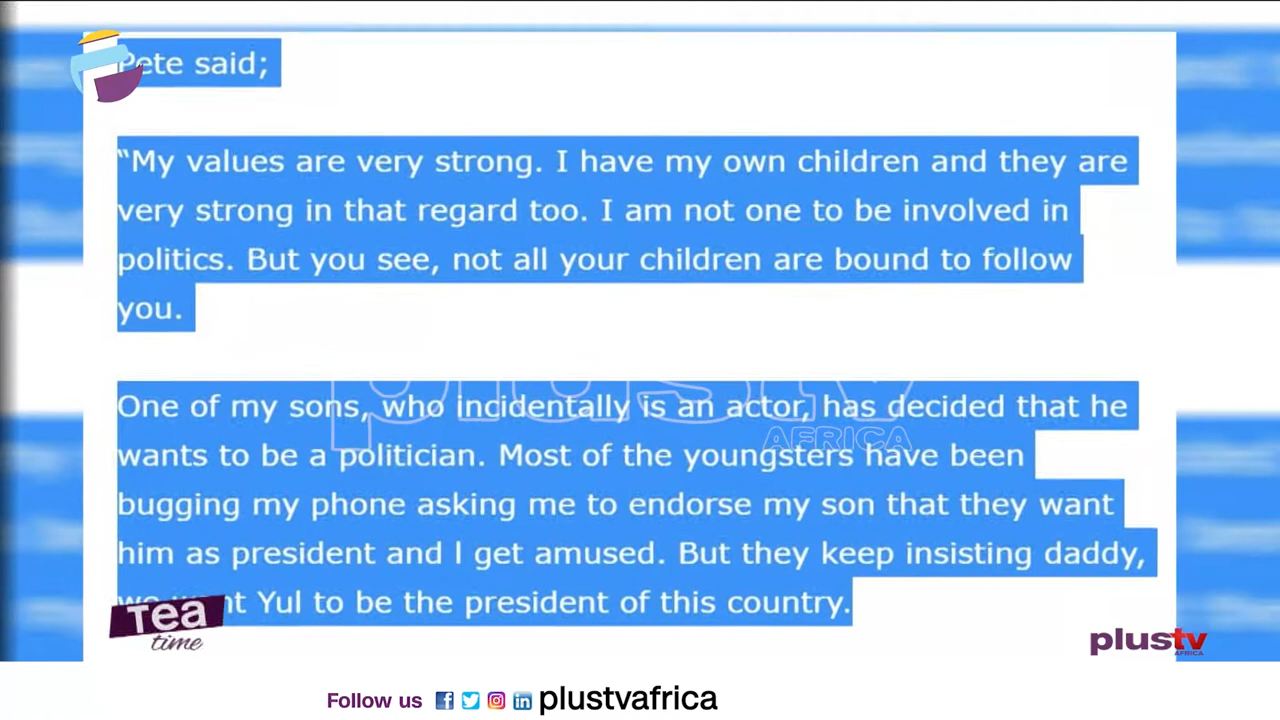 Pete said;
“My values are very strong. I have my own children and they are
very strong in that regard too. I am not one to be involved in
politics. But you see, not all your children are bound to follow
you.
One of my sons, who incidentally is an actor, has decided that he
wants to be a politician. Most of the youngsters have been
bugging my phone asking me to endorse my son that they want
him as president and l get amused. But they keep insisting daddy,
Yul to be the president of this country.
plustv
AFRICA
Tea
time
plustv
AFRICA
Follow us plustvafrica